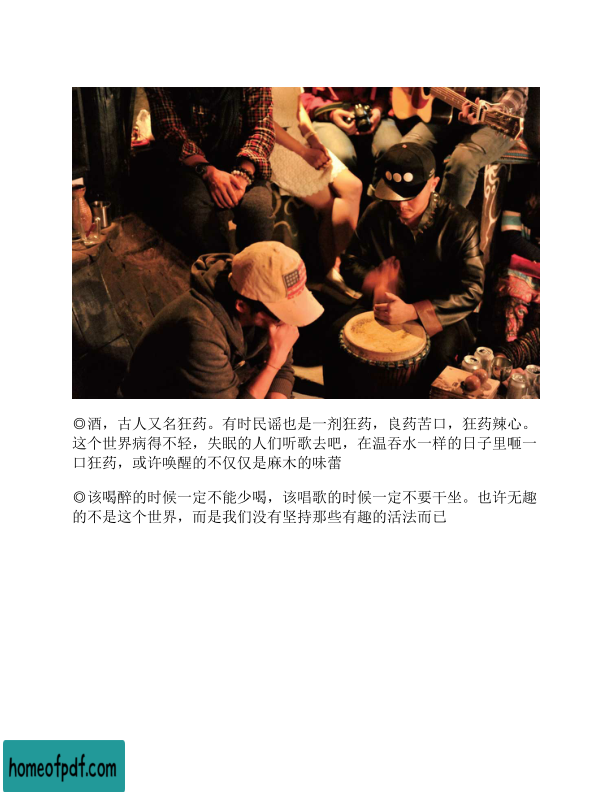 ◎酒，古人又名狂药。有时民谣也是一剂狂药，良药苦口，狂药辣心。
这个世界病得不轻，失眠的人们听歌去吧，在温吞水一样的日子里咂一
口狂药，或许唤醒的不仅仅是麻木的味蕾
◎该喝醉的时候一定不能少喝，该唱歌的时候一定不要干坐。也许无趣
的不是这个世界，而是我们没有坚持那些有趣的活法而已
homeofpdf.com